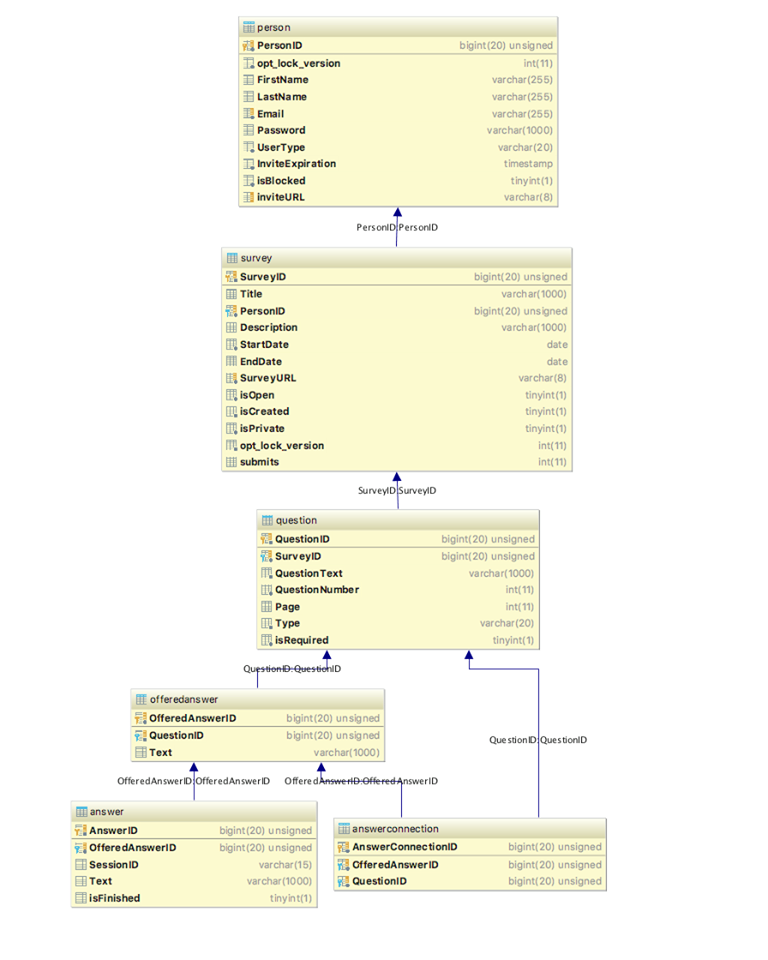 person
PersonID bigint(20) unsigned
opt_lock_version int(11)
FirstName varchar(255)
LastName varchar(255)
Email varchar(255)
Password varchar(1000)
UserType varchar(20)
InviteExpiration timestamp
isBlocked tinyint(1)
inviteURL varchar(8)
PersonID:PersonID
survey
SurveyID bigint(20) unsigned
Title varchar(1000)
PersonID bigint(20) unsigned
Description varchar(1000)
StartDate date
EndDate date
SurveyURL varchar(8)
isOpen tinyint(1)
isCreated tinyint(1)
isPrivate tinyint(1)
opt_lock_version int(11)
submits int(11)
SurveyID:SurveyID
question
QuestionID bigint(20) unsigned
SurveyID bigint(20) unsigned
QuestionText varchar(1000)
QuestionNumber int(11)
Page int(11)
Type varchar(20)
isRequired tinyint(1)
QuestionID:QuestionID
offeredanswer
OfferedAnswerID bigint(20) unsigned
QuestionID bigint(20) unsigned
Text varchar(1000)
QuestionID:QuestionID
OfferedAnswerID:OfferedAnswerID
OfferedAnswerID:OfferedAnswerID
answer
AnswerID bigint(20) unsigned
OfferedAnswerID bigint(20) unsigned
SessionID varchar(15)
Text varchar(1000)
isFinished tinyint(1)
answerconnection
AnswerConnectionID bigint(20) unsigned
OfferedAnswerID bigint(20) unsigned
QuestionID bigint(20) unsigned